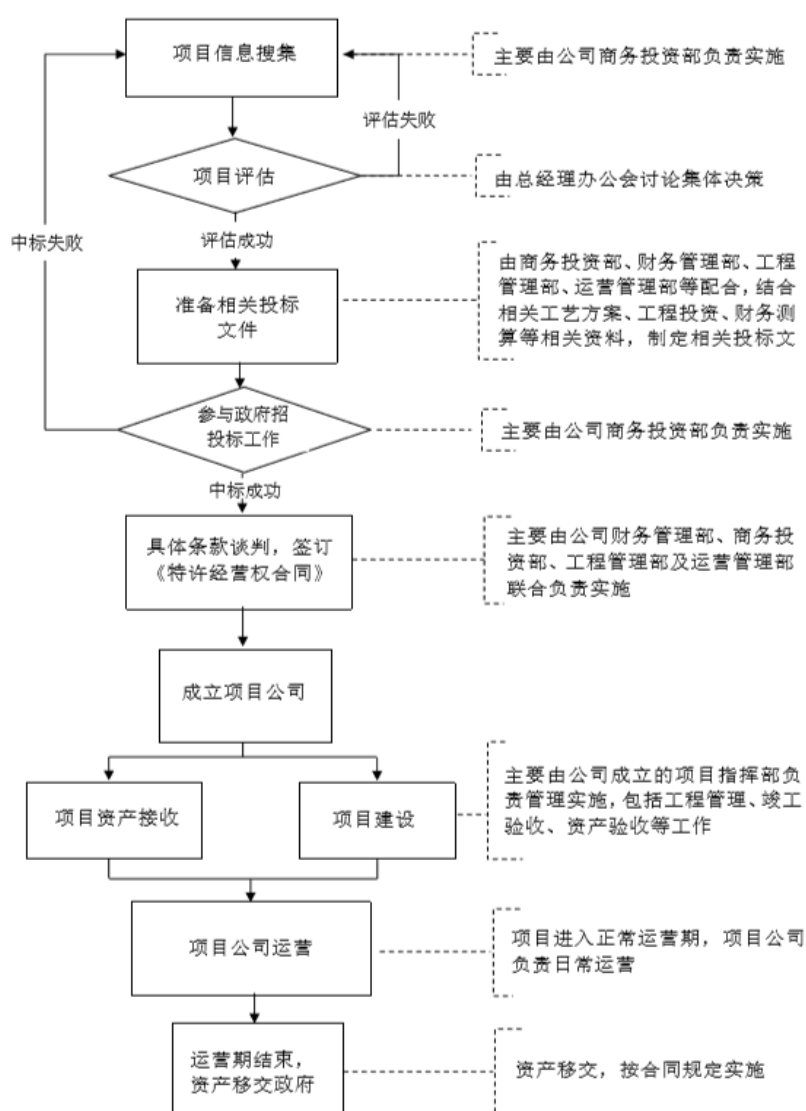 项目信息搜集
主要由公司商务投资部负责实施
评估失败
项目评估
由总经理办公会讨论集体决策
中标失败
评估成功
准备相关投标
文件
由商务投资部、财务管理部、工程
管理部、运营管理部等配合，结合
相关工艺方案、工程投资、财务测
算等相关资料，制定相关投标文
参与政府招
投标工作
主要由公司商务投资部负责实施
中标成功
具体条款谈判，签订
《特许经营权合同》
主要由公司财务管理部、商务投
资部、工程管理部及运营管理部
联合负责实施
成立项目公司
项目资产接收
项目建设
主要由公司成立的项目指挥部负
责管理实施，包括工程管理、竣工
验收、资产验收等工作
项目公司运营
项目进入正常运营期，项目公司
负责日常运营
运营期结束，
资产移交政府
资产移交，按合同规定实施